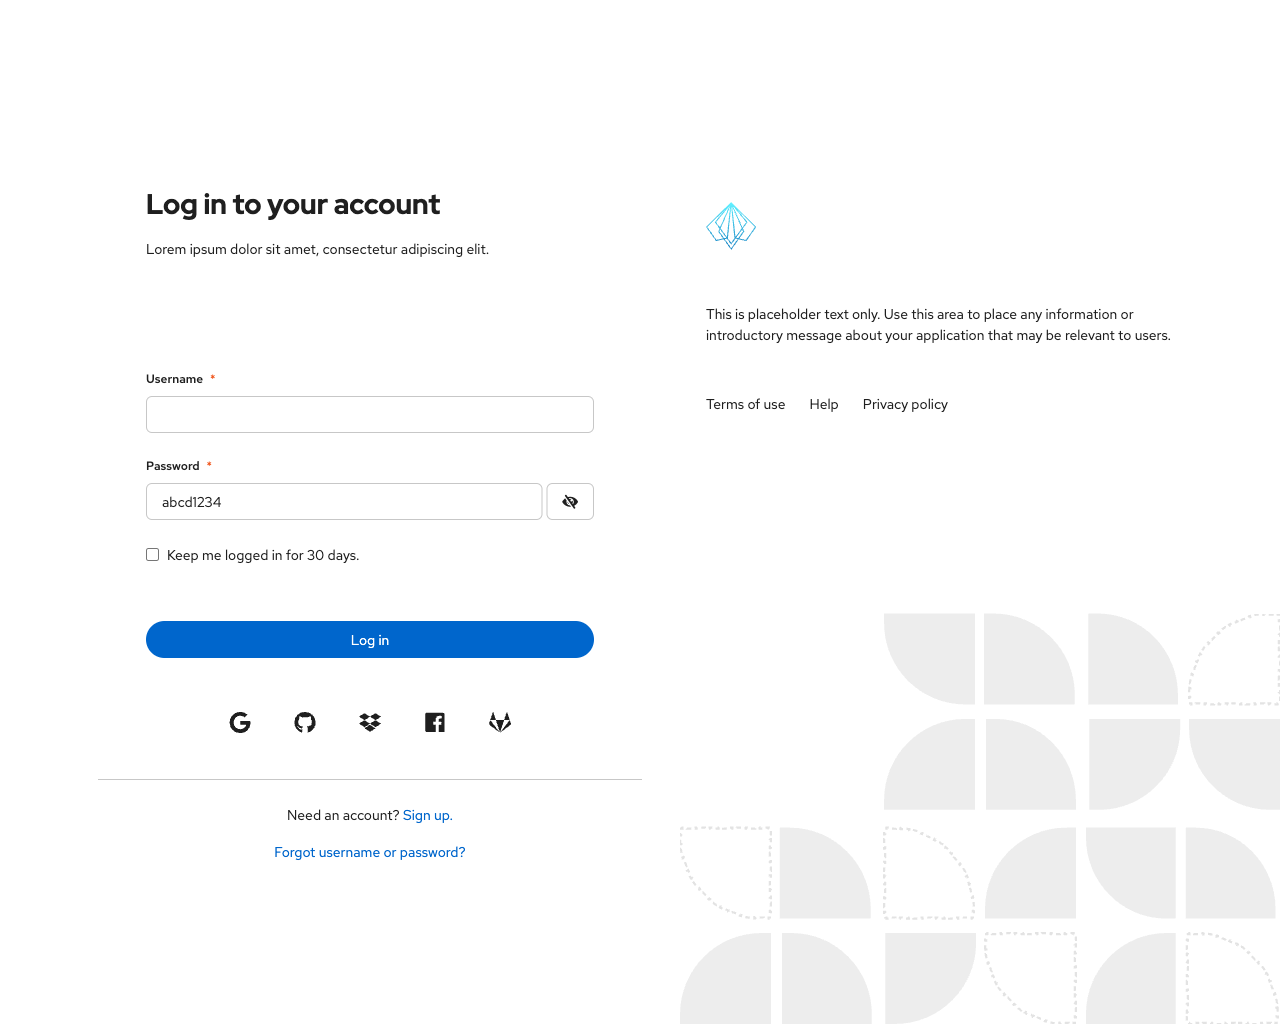 Log in to your account
Lorem ipsum dolor sit amet, consectetur adipiscing elit.
Username *
Password *
abcd1234
Keep me logged in for 30 days.
Log in
Need an account? Sign up.
Forgot username or password?
This is placeholder text only. Use this area to place any information or
introductory message about your application that may be relevant to users.
Terms of use Help Privacy policy